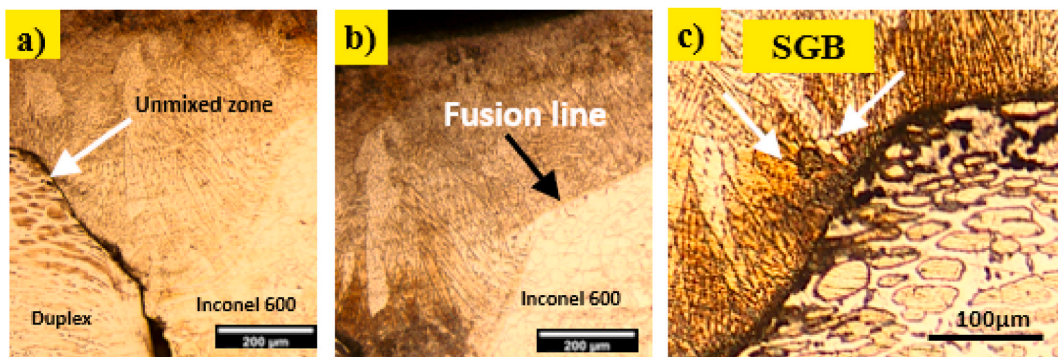 a)
Unmixed zone
Duplex
Inconel 600
200 μm
b)
Fusion line
Inconel 600
200 μm
c)
SGB
100μm